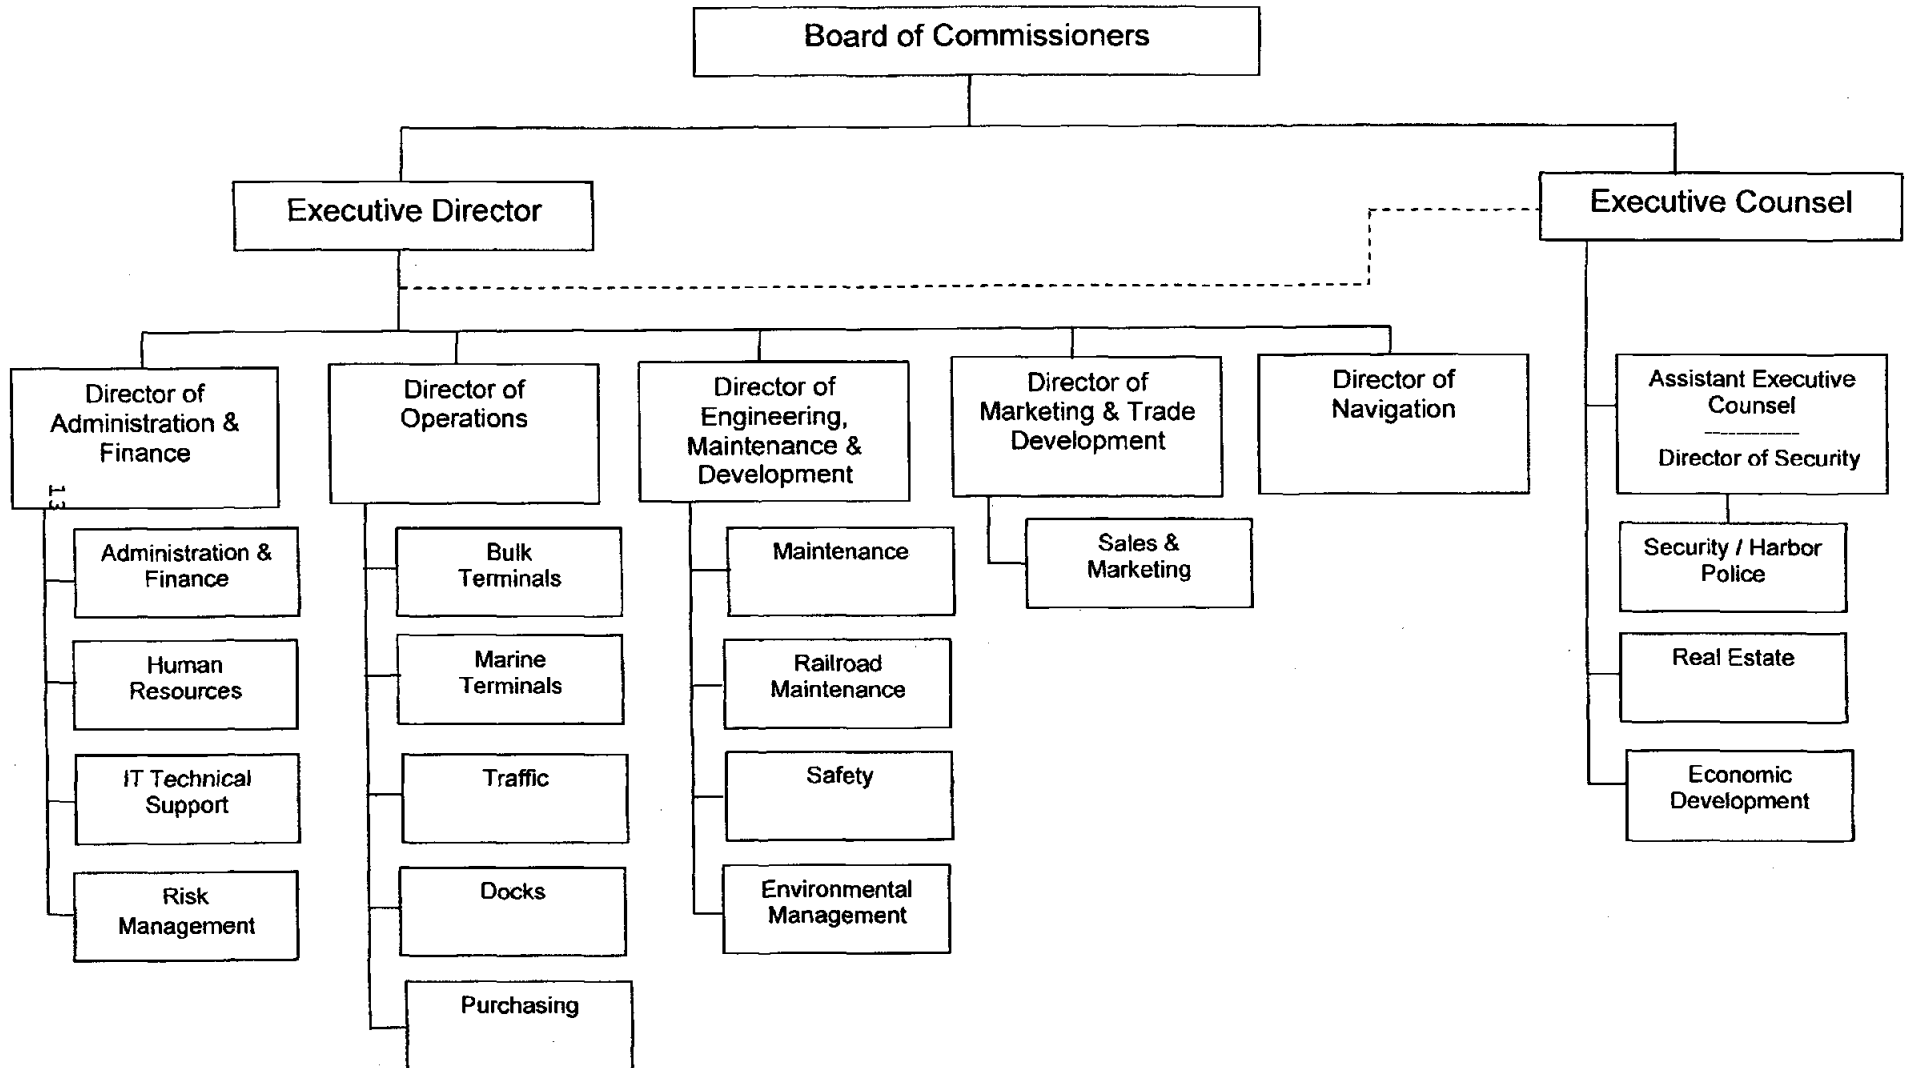 Board of Commissioners
Executive Director
Executive Counsel
Director of
Administration &
Finance
13
Director of
Operations
Director of
Engineering,
Maintenance &
Development
Director of
Marketing & Trade
Development
Director of
Navigation
Assistant Executive
Counsel
Director of Security
Administration &
Finance
Human
Resources
IT Technical
Support
Risk
Management
Bulk
Terminals
Marine
Terminals
Traffic
Docks
Purchasing
Maintenance
Railroad
Maintenance
Safety
Environmental
Management
Sales &
Marketing
Security / Harbor
Police
Real Estate
Economic
Development